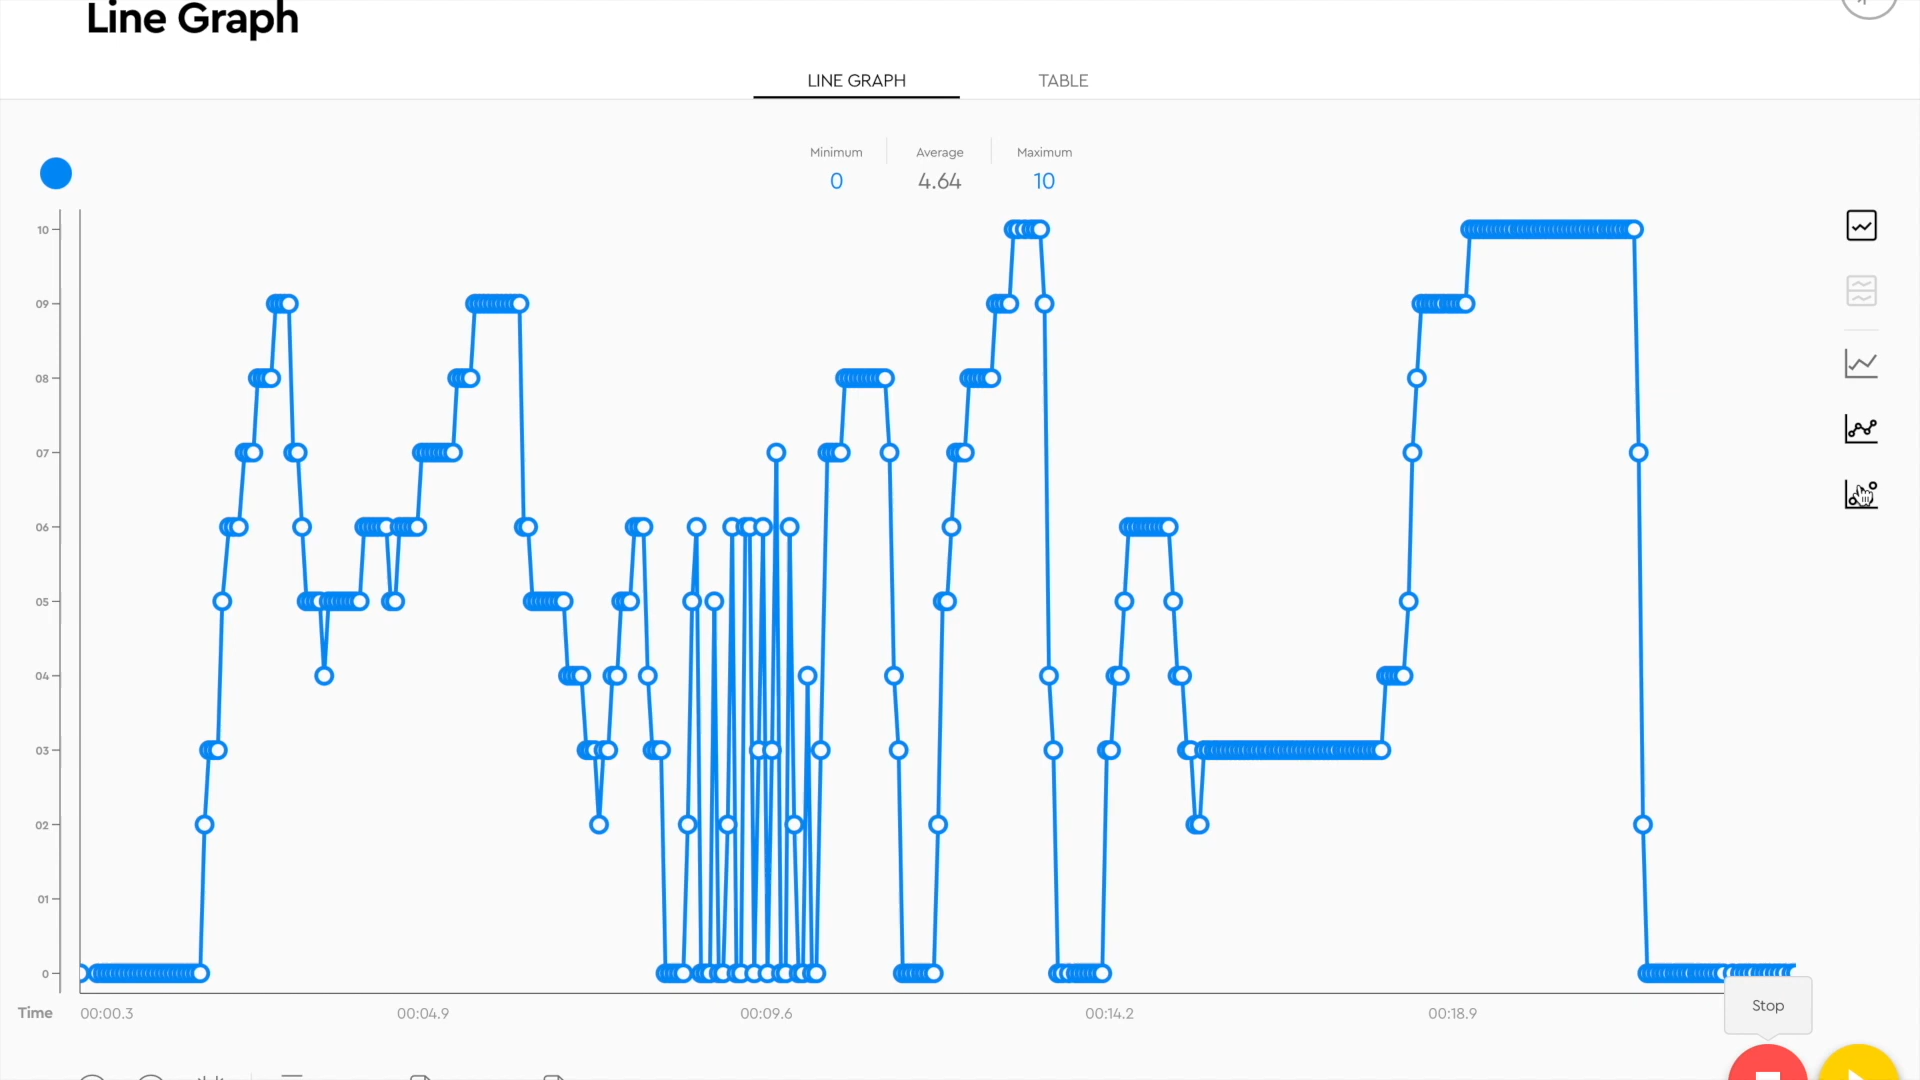 Line Graph
LINE GRAPH TABLE
Minimum Average Maximum
0 4.64 10
10
09
08
07
06
05
04
03
02
01
0
Time 00:00.3 00:04.9 00:09.6 00:14.2 00:18.9
Stop